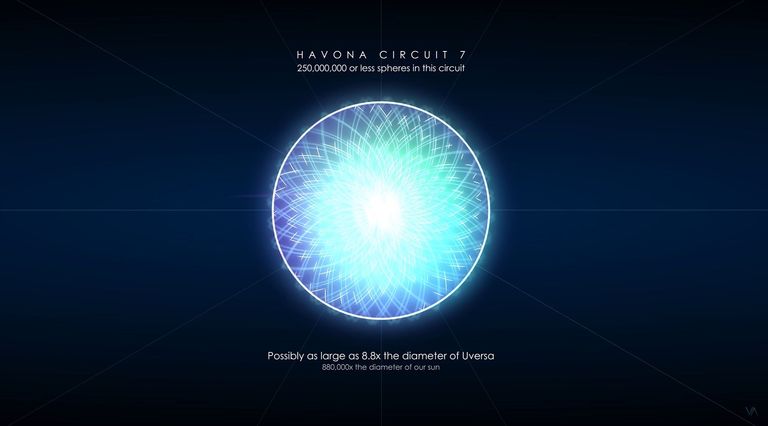 HAVONA CIRCUIT 7
250,000,000 or less spheres in this circuit
Possibly as large as 8.8x the diameter of Uversa
880,000x the diameter of our sun